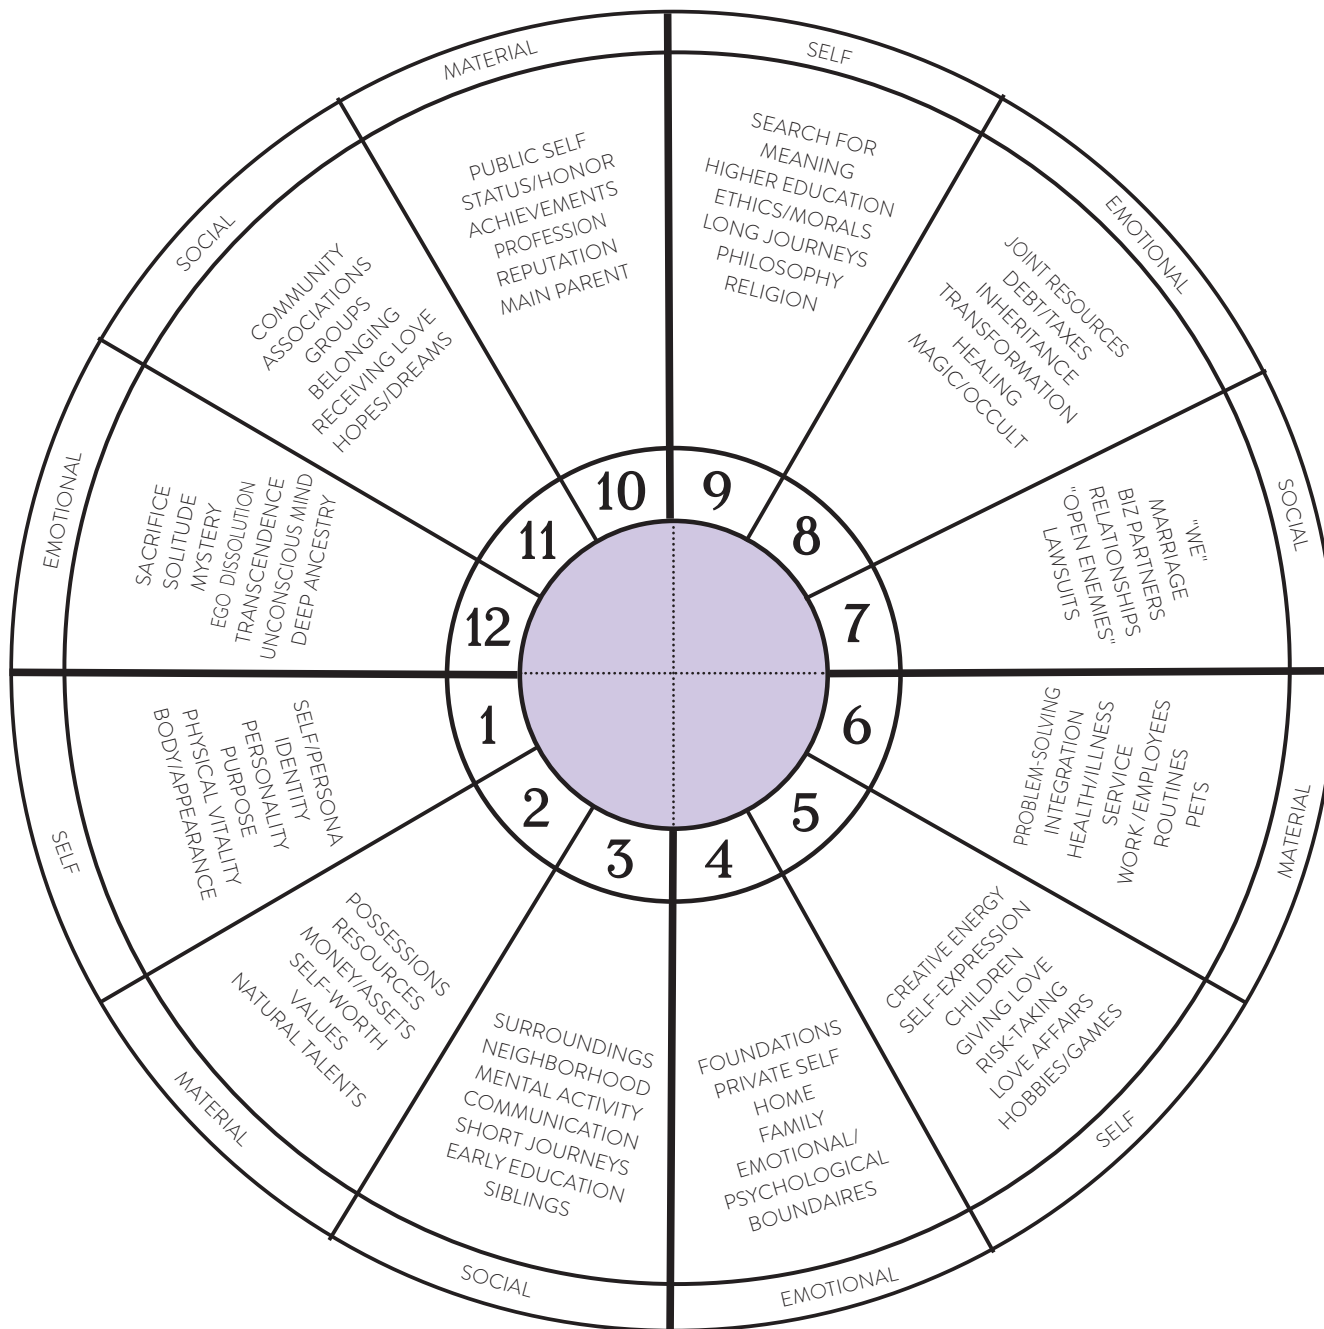 SELF
SEARCH FOR
MEANING
HIGHER EDUCATION
ETHICS/MORALS
LONG JOURNEYS
PHILOSOPHY
RELIGION
9
EMOTIONAL
JOINT RESOURCES
DEBT/TAXES
INHERITANCE
TRANSFORMATION
HEALING
MAGIC/OCCULT
8
SOCIAL
"WE"
MARRIAGE
BIZ PARTNERS
RELATIONSHIPS
"OPEN ENEMIES"
LAWSUITS
7
MATERIAL
PROBLEM-SOLVING
INTEGRATION
HEALTH/ILLNESS
SERVICE
WORK/EMPLOYEES
ROUTINES
PETS
6
SELF
CREATIVE ENERGY
SELF-EXPRESSION
CHILDREN
GIVING LOVE
RISK-TAKING
LOVE AFFAIRS
HOBBIES/GAMES
5
EMOTIONAL
FOUNDATIONS
PRIVATE SELF
HOME
FAMILY
EMOTIONAL/
PSYCHOLOGICAL
BOUNDAIRES
4
SOCIAL
SURROUNDINGS
NEIGHBORHOOD
MENTAL ACTIVITY
COMMUNICATION
SHORT JOURNEYS
EARLY EDUCATION
SIBLINGS
3
MATERIAL
POSSESSIONS
RESOURCES
MONEY/ASSETS
SELF-WORTH
VALUES
NATURAL TALENTS
2
SELF
SELF/PERSONA
IDENTITY
PERSONALITY
PURPOSE
PHYSICAL VITALITY
BODY/APPEARANCE
1
EMOTIONAL
SACRIFICE
SOLITUDE
MYSTERY
EGO DISSOLUTION
TRANSCENDENCE
UNCONSCIOUS MIND
DEEP ANCESTRY
12
SOCIAL
COMMUNITY
ASSOCIATIONS
GROUPS
BELONGING
RECEIVING LOVE
HOPES/DREAMS
11
MATERIAL
PUBLIC SELF
STATUS/HONOR
ACHIEVEMENTS
PROFESSION
REPUTATION
MAIN PARENT
10